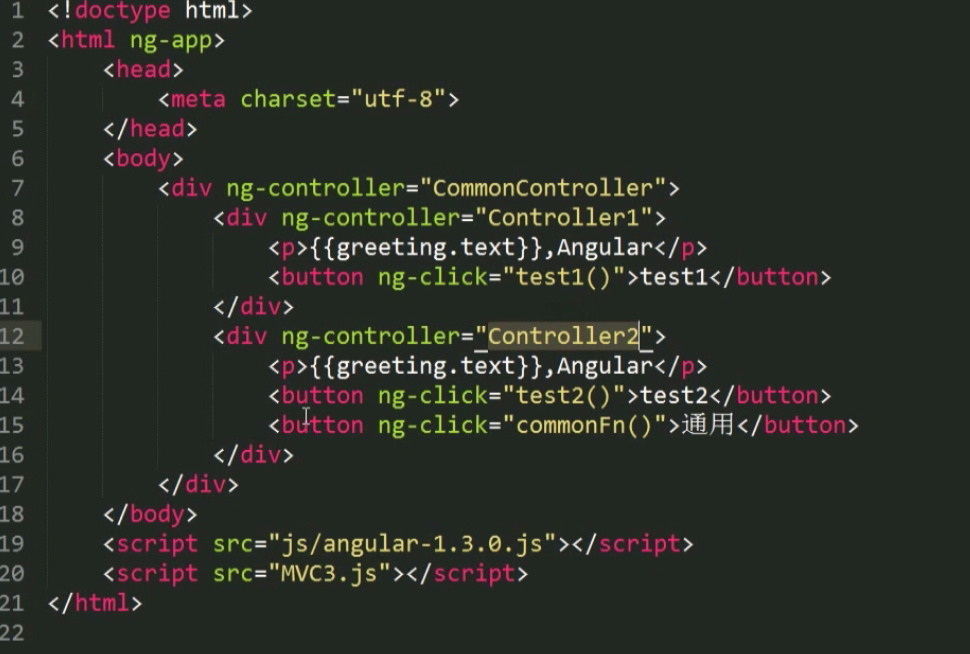 1 <!doctype html>
2 <html ng-app>
3 <head>
4 <meta charset="utf-8">
5 </head>
6 <body>
7 <div ng-controller="CommonController">
8 <div ng-controller="Controller1">
9 <p>{{greeting.text}},Angular</p>
10 <button ng-click="test1()">test1</button>
11 </div>
12 <div ng-controller="Controller2">
13 <p>{{greeting.text}},Angular</p>
14 <button ng-click="test2()">test2</button>
15 <button ng-click="commonFn()">通用</button>
16 </div>
17 </div>
18 </body>
19 <script src="js/angular-1.3.0.js"></script>
20 <script src="MVC3.js"></script>
21 </html>
22